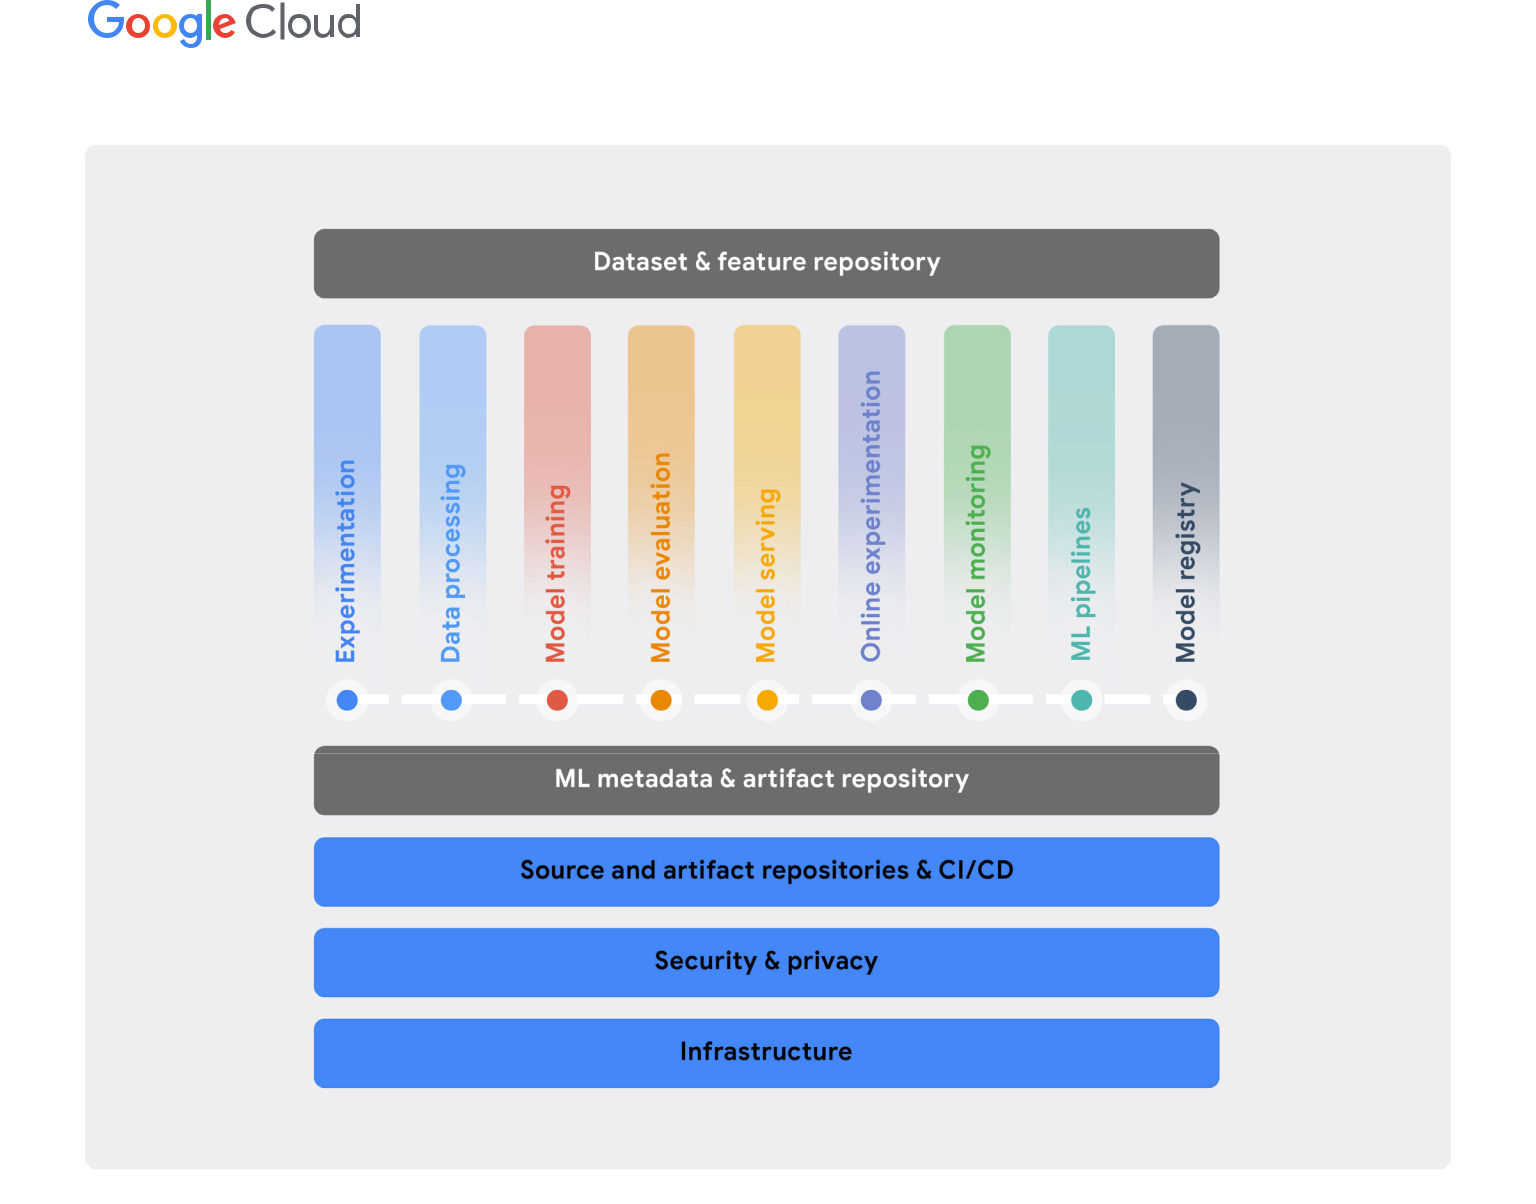 Google Cloud
Dataset & feature repository
Experimentation
Data processing
Model training
Model evaluation
Model serving
Online experimentation
Model monitoring
ML pipelines
Model registry
ML metadata & artifact repository
Source and artifact repositories & CI/CD
Security & privacy
Infrastructure